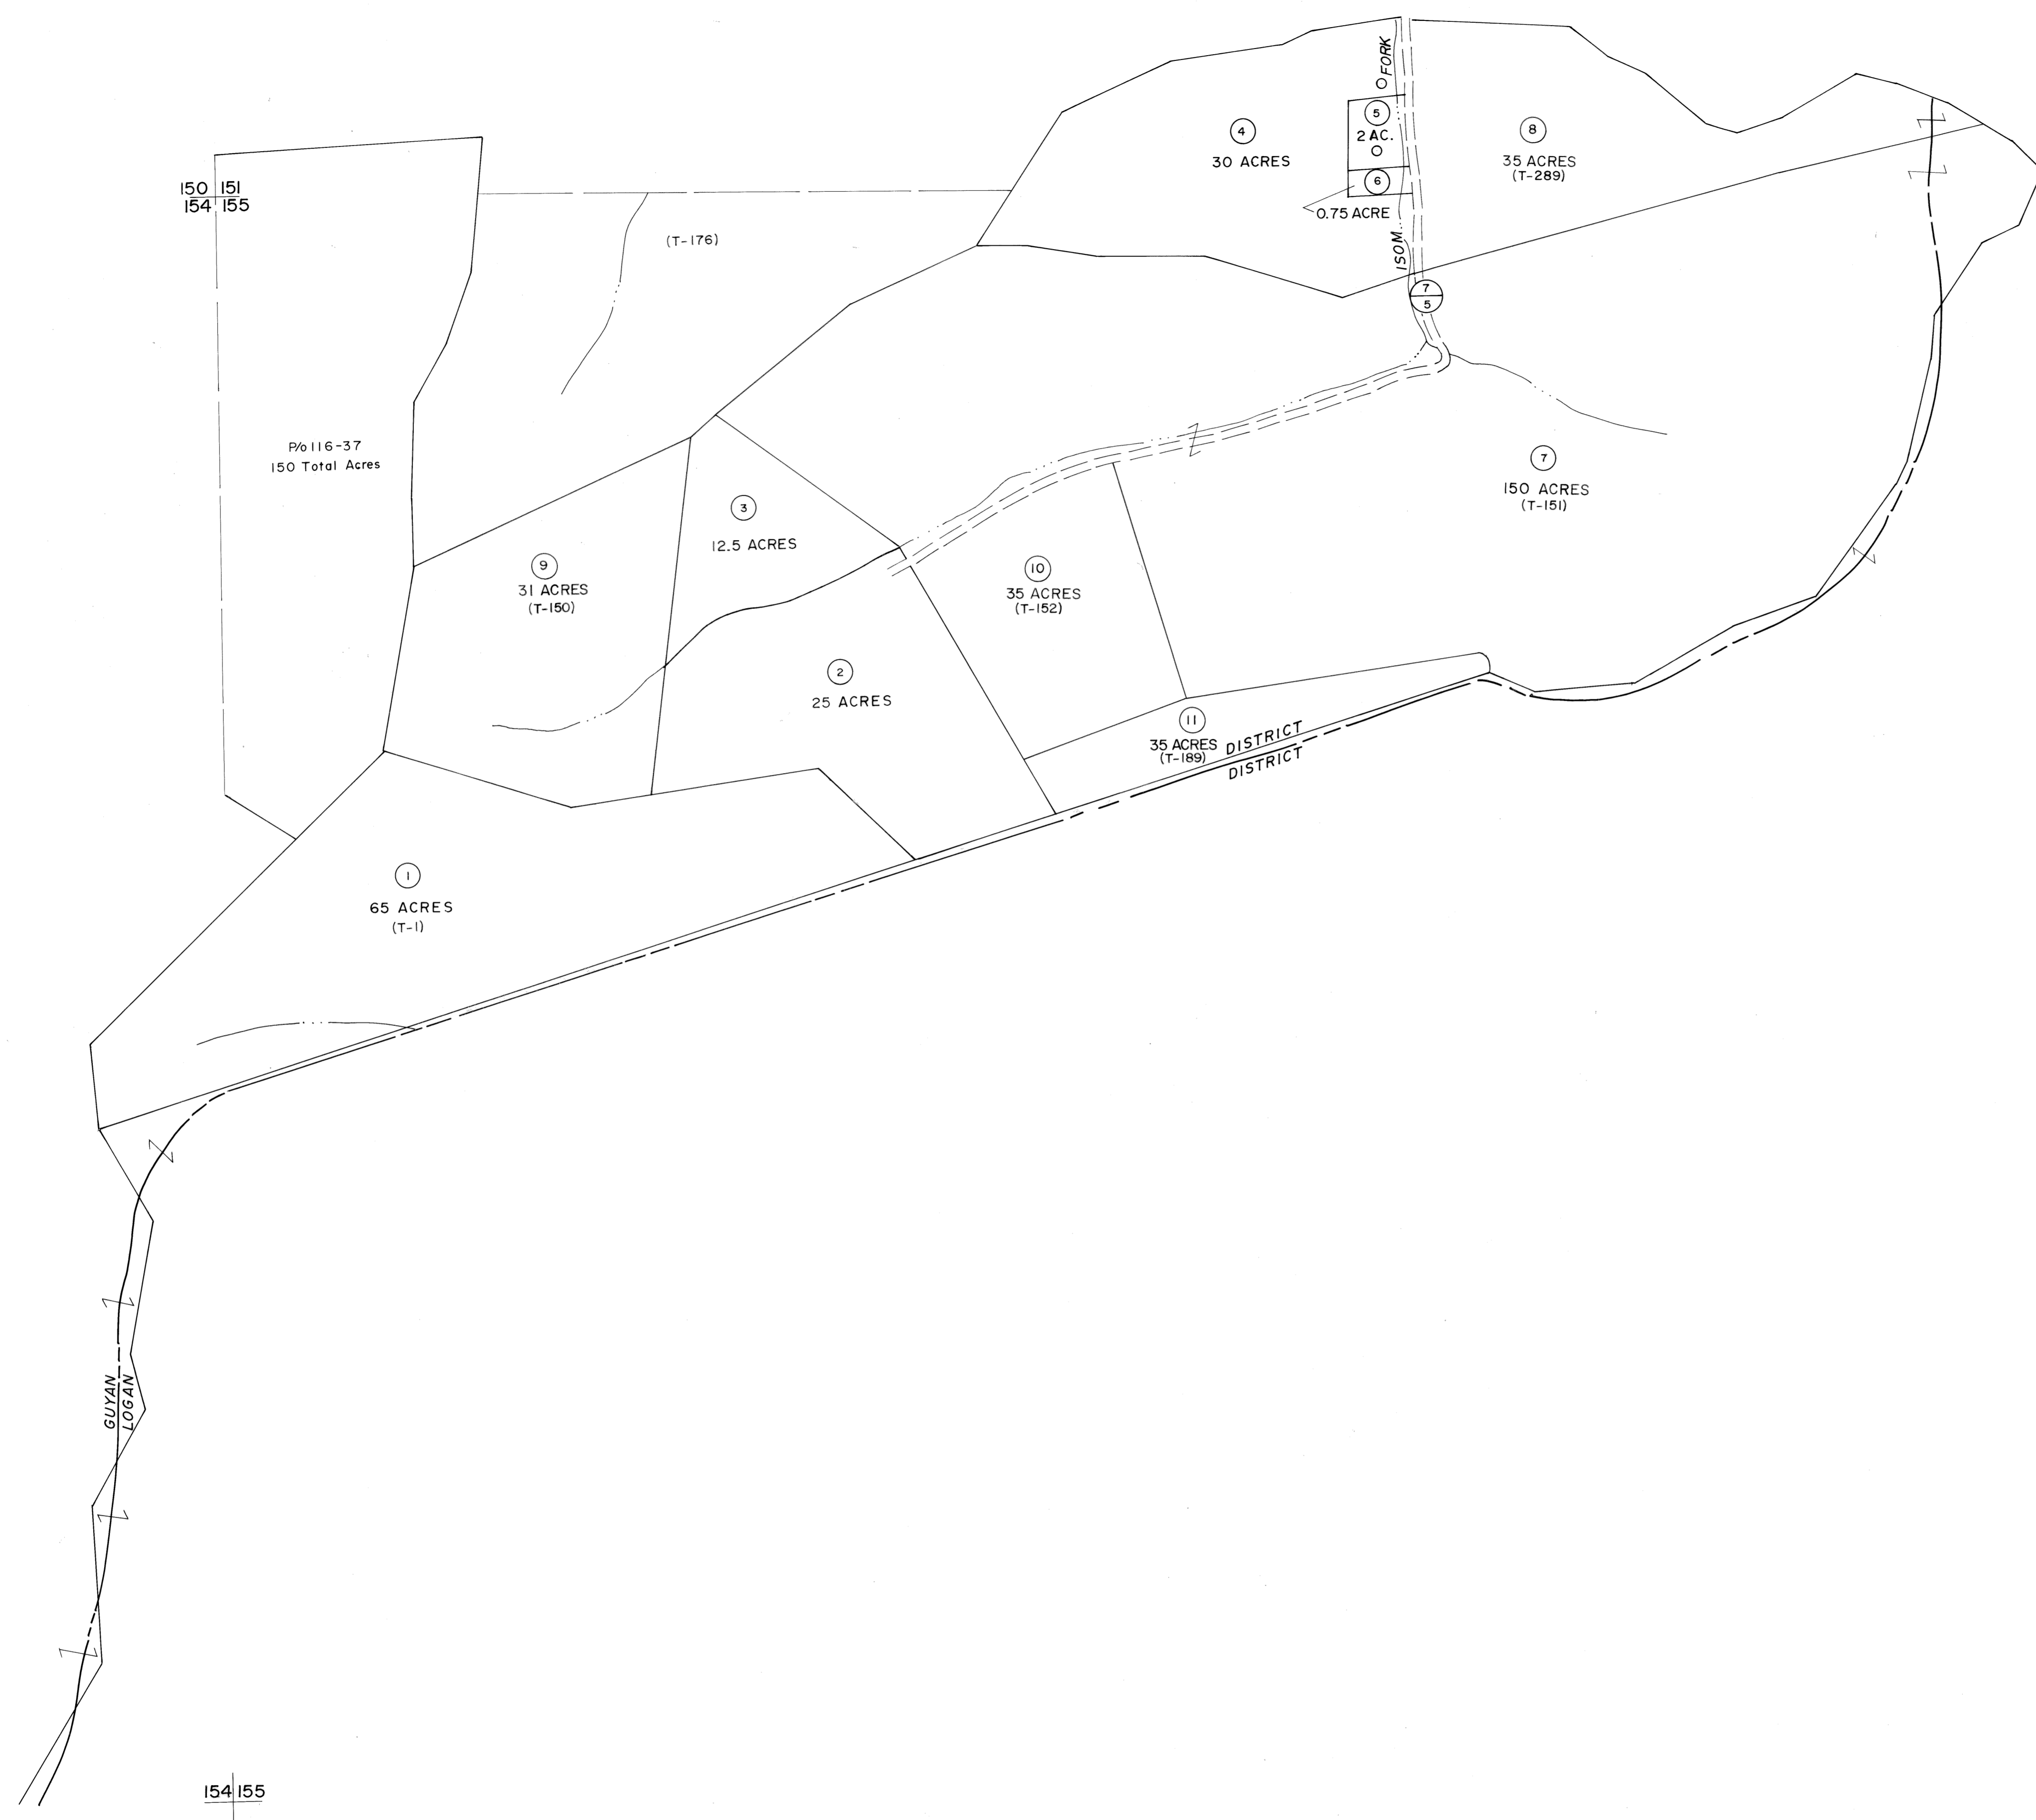 FORK
5
2 AC.
4
30 ACRES
8
35 ACRES
(T-289)
6
0.75 ACRE
150 151
154 155
(T-176)
ISOM
7
5
P/o 116-37
150 Total Acres
7
150 ACRES
(T-151)
3
12.5 ACRES
9
31 ACRES
(T-150)
10
35 ACRES
(T-152)
2
25 ACRES
11
35 ACRES
(T-189)
DISTRICT
DISTRICT
1
65 ACRES
(T-1)
GUYAN
LOGAN
154 155